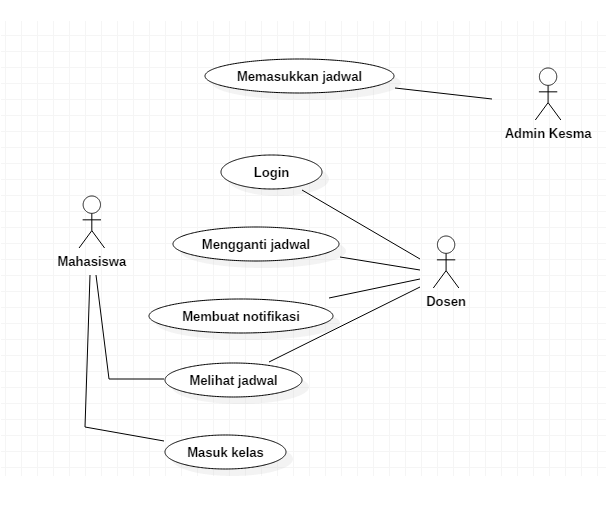 Memasukkan jadwal
Admin Kesma
Login
Mengganti jadwal
Mahasiswa
Dosen
Membuat notifikasi
Melihat jadwal
Masuk kelas